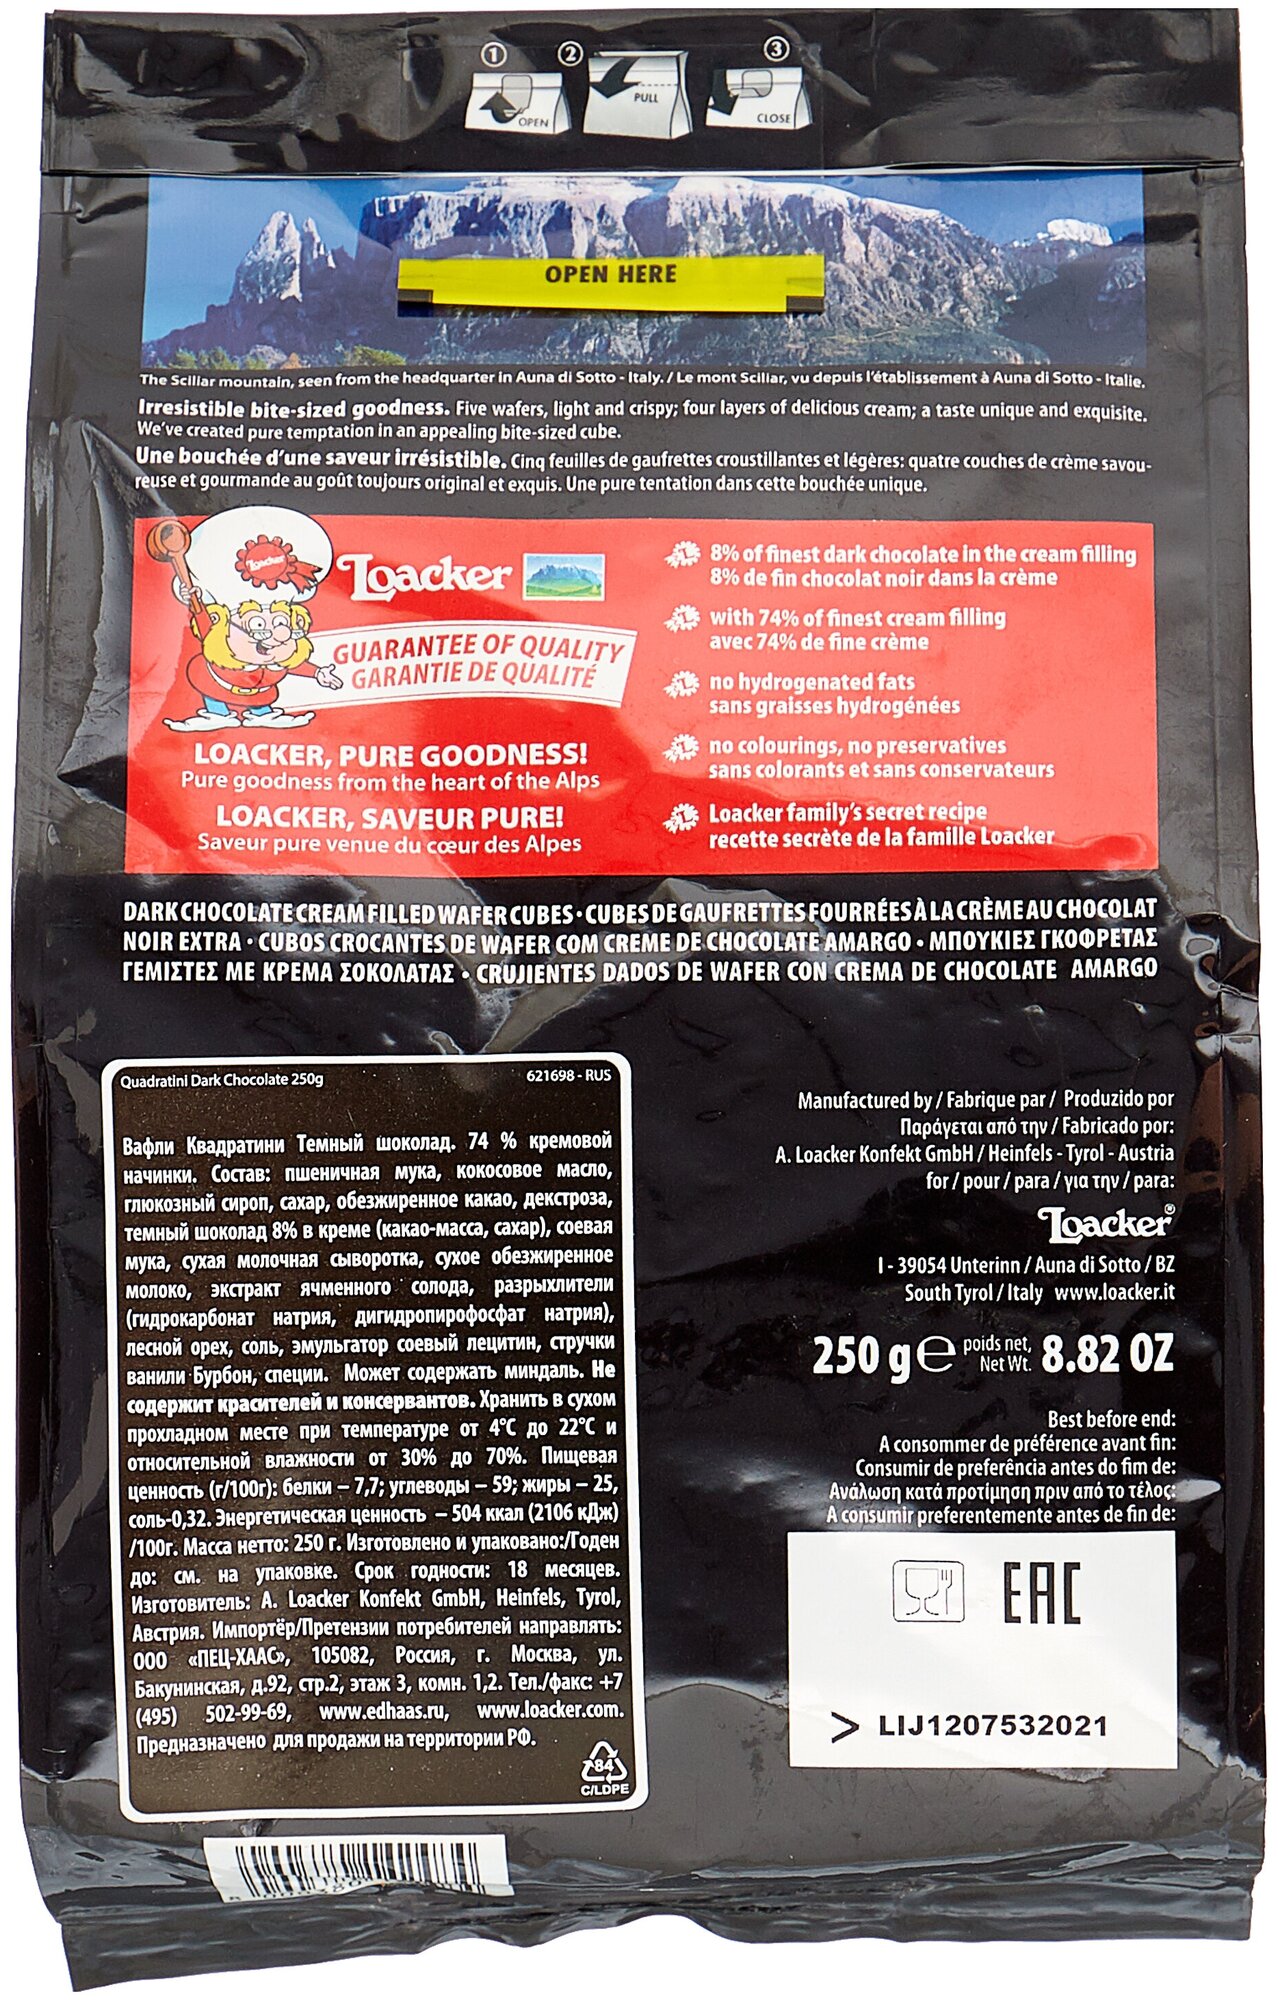 1 2 3
OPEN PULL CLOSE
OPEN HERE
The Sciliar mountain, seen from the headquarter in Auna di Sotto - Italy. / Le mont Sciliar, vu depuis l'établissement à Auna di Sotto - Italie.
Irresistible bite-sized goodness. Five wafers, light and crispy; four layers of delicious cream; a taste unique and exquisite.
We've created pure temptation in an appealing bite-sized cube.
Une bouchée d'une saveur irrésistible. Cinq feuilles de gaufrettes croustillantes et légères: quatre couches de crème savou-
reuse et gourmande au goût toujours original et exquis. Une pure tentation dans cette bouchée unique.
Loacker
Loacker
GUARANTEE OF QUALITY
GARANTIE DE QUALITÉ
LOACKER, PURE GOODNESS!
Pure goodness from the heart of the Alps
LOACKER, SAVEUR PURE!
Saveur pure venue du cœur des Alpes
8% of finest dark chocolate in the cream filling
8% de fin chocolat noir dans la crème
with 74% of finest cream filling
avec 74% de fine crème
no hydrogenated fats
sans graisses hydrogénées
no colourings, no preservatives
sans colorants et sans conservateurs
Loacker family's secret recipe
recette secrète de la famille Loacker
DARK CHOCOLATE CREAM FILLED WAFER CUBES · CUBES DE GAUFRETTES FOURRÉES À LA CRÈME AU CHOCOLAT
NOIR EXTRA · CUBOS CROCANTES DE WAFER COM CREME DE CHOCOLATE AMARGO · ΜΠΟΥΚΙΕΣ ΓΚΟΦΡΕΤΑΣ
ΓΕΜΙΣΤΕΣ ΜΕ ΚΡΕΜΑ ΣΟΚΟΛΑΤΑΣ · CRUJIENTES DADOS DE WAFER CON CREMA DE CHOCOLATE AMARGO
Quadratini Dark Chocolate 250g 621698 - RUS
Вафли Квадратини Темный шоколад. 74 % кремовой
начинки. Состав: пшеничная мука, кокосовое масло,
глюкозный сироп, сахар, обезжиренное какао, декстроза,
темный шоколад 8% в креме (какао-масса, сахар), соевая
мука, сухая молочная сыворотка, сухое обезжиренное
молоко, экстракт ячменного солода, разрыхлители
(гидрокарбонат натрия, дигидропирофосфат натрия),
лесной орех, соль, эмульгатор соевый лецитин, стручки
ванили Бурбон, специи. Может содержать миндаль. Не
содержит красителей и консервантов. Хранить в сухом
прохладном месте при температуре от 4°С до 22°С и
относительной влажности от 30% до 70%. Пищевая
ценность (г/100г): белки – 7,7; углеводы – 59; жиры – 25,
соль-0,32. Энергетическая ценность – 504 ккал (2106 кДж)
/100г. Масса нетто: 250 г. Изготовлено и упаковано:/Годен
до: см. на упаковке. Срок годности: 18 месяцев.
Изготовитель: A. Loacker Konfekt GmbH, Heinfels, Tyrol,
Австрия. Импортёр/Претензии потребителей направлять:
ООО «ПЕЦ-ХААС», 105082, Россия, г. Москва, ул.
Бакунинская, д.92, стр.2, этаж 3, комн. 1,2. Тел./факс: +7
(495) 502-99-69, www.edhaas.ru, www.loacker.com.
Предназначено для продажи на территории РФ.
84
C/LDPE
Manufactured by / Fabrique par / Produzido por
Παράγεται από την / Fabricado por:
A. Loacker Konfekt GmbH / Heinfels - Tyrol - Austria
for / pour / para / για την / para:
Loacker®
I - 39054 Unterinn / Auna di Sotto / BZ
South Tyrol / Italy www.loacker.it
250 g e poids net, Net Wt. 8.82 OZ
Best before end:
A consommer de préférence avant fin:
Consumir de preferência antes do fim de:
Ανάλωση κατά προτίμηση πριν από το τέλος:
A consumir preferentemente antes de fin de:
EAC
> LIJ1207532021